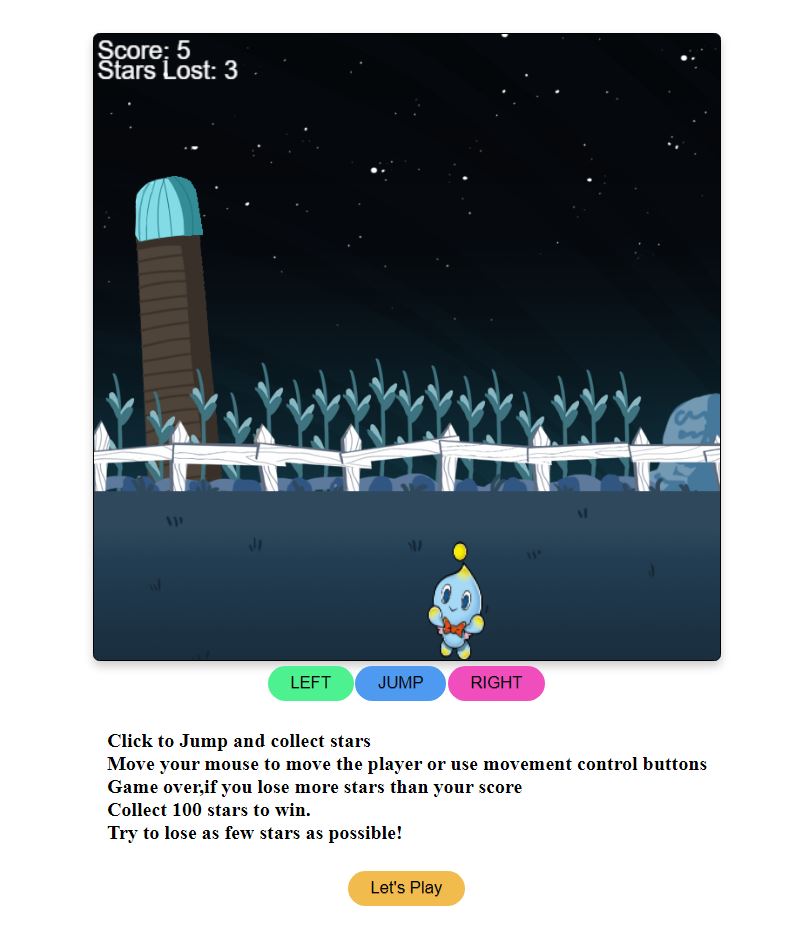 Score: 5
Stars Lost: 3
LEFT
JUMP
RIGHT
Click to Jump and collect stars
Move your mouse to move the player or use movement control buttons
Game over,if you lose more stars than your score
Collect 100 stars to win.
Try to lose as few stars as possible!
Let's Play